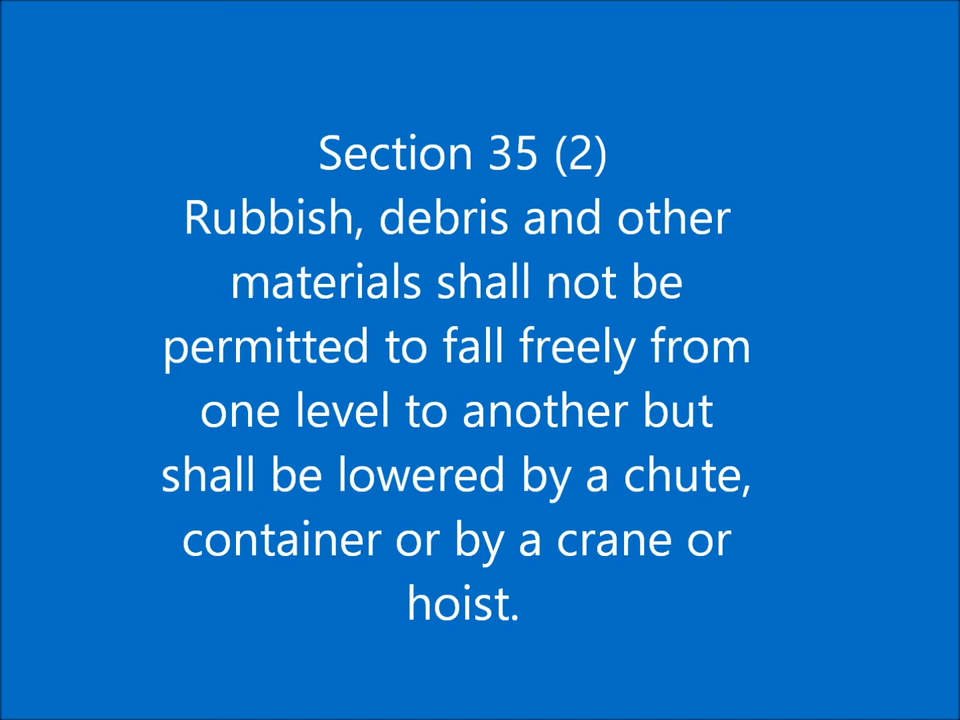 Section 35 (2)
Rubbish, debris and other
materials shall not be
permitted to fall freely from
one level to another but
shall be lowered by a chute,
container or by a crane or
hoist.